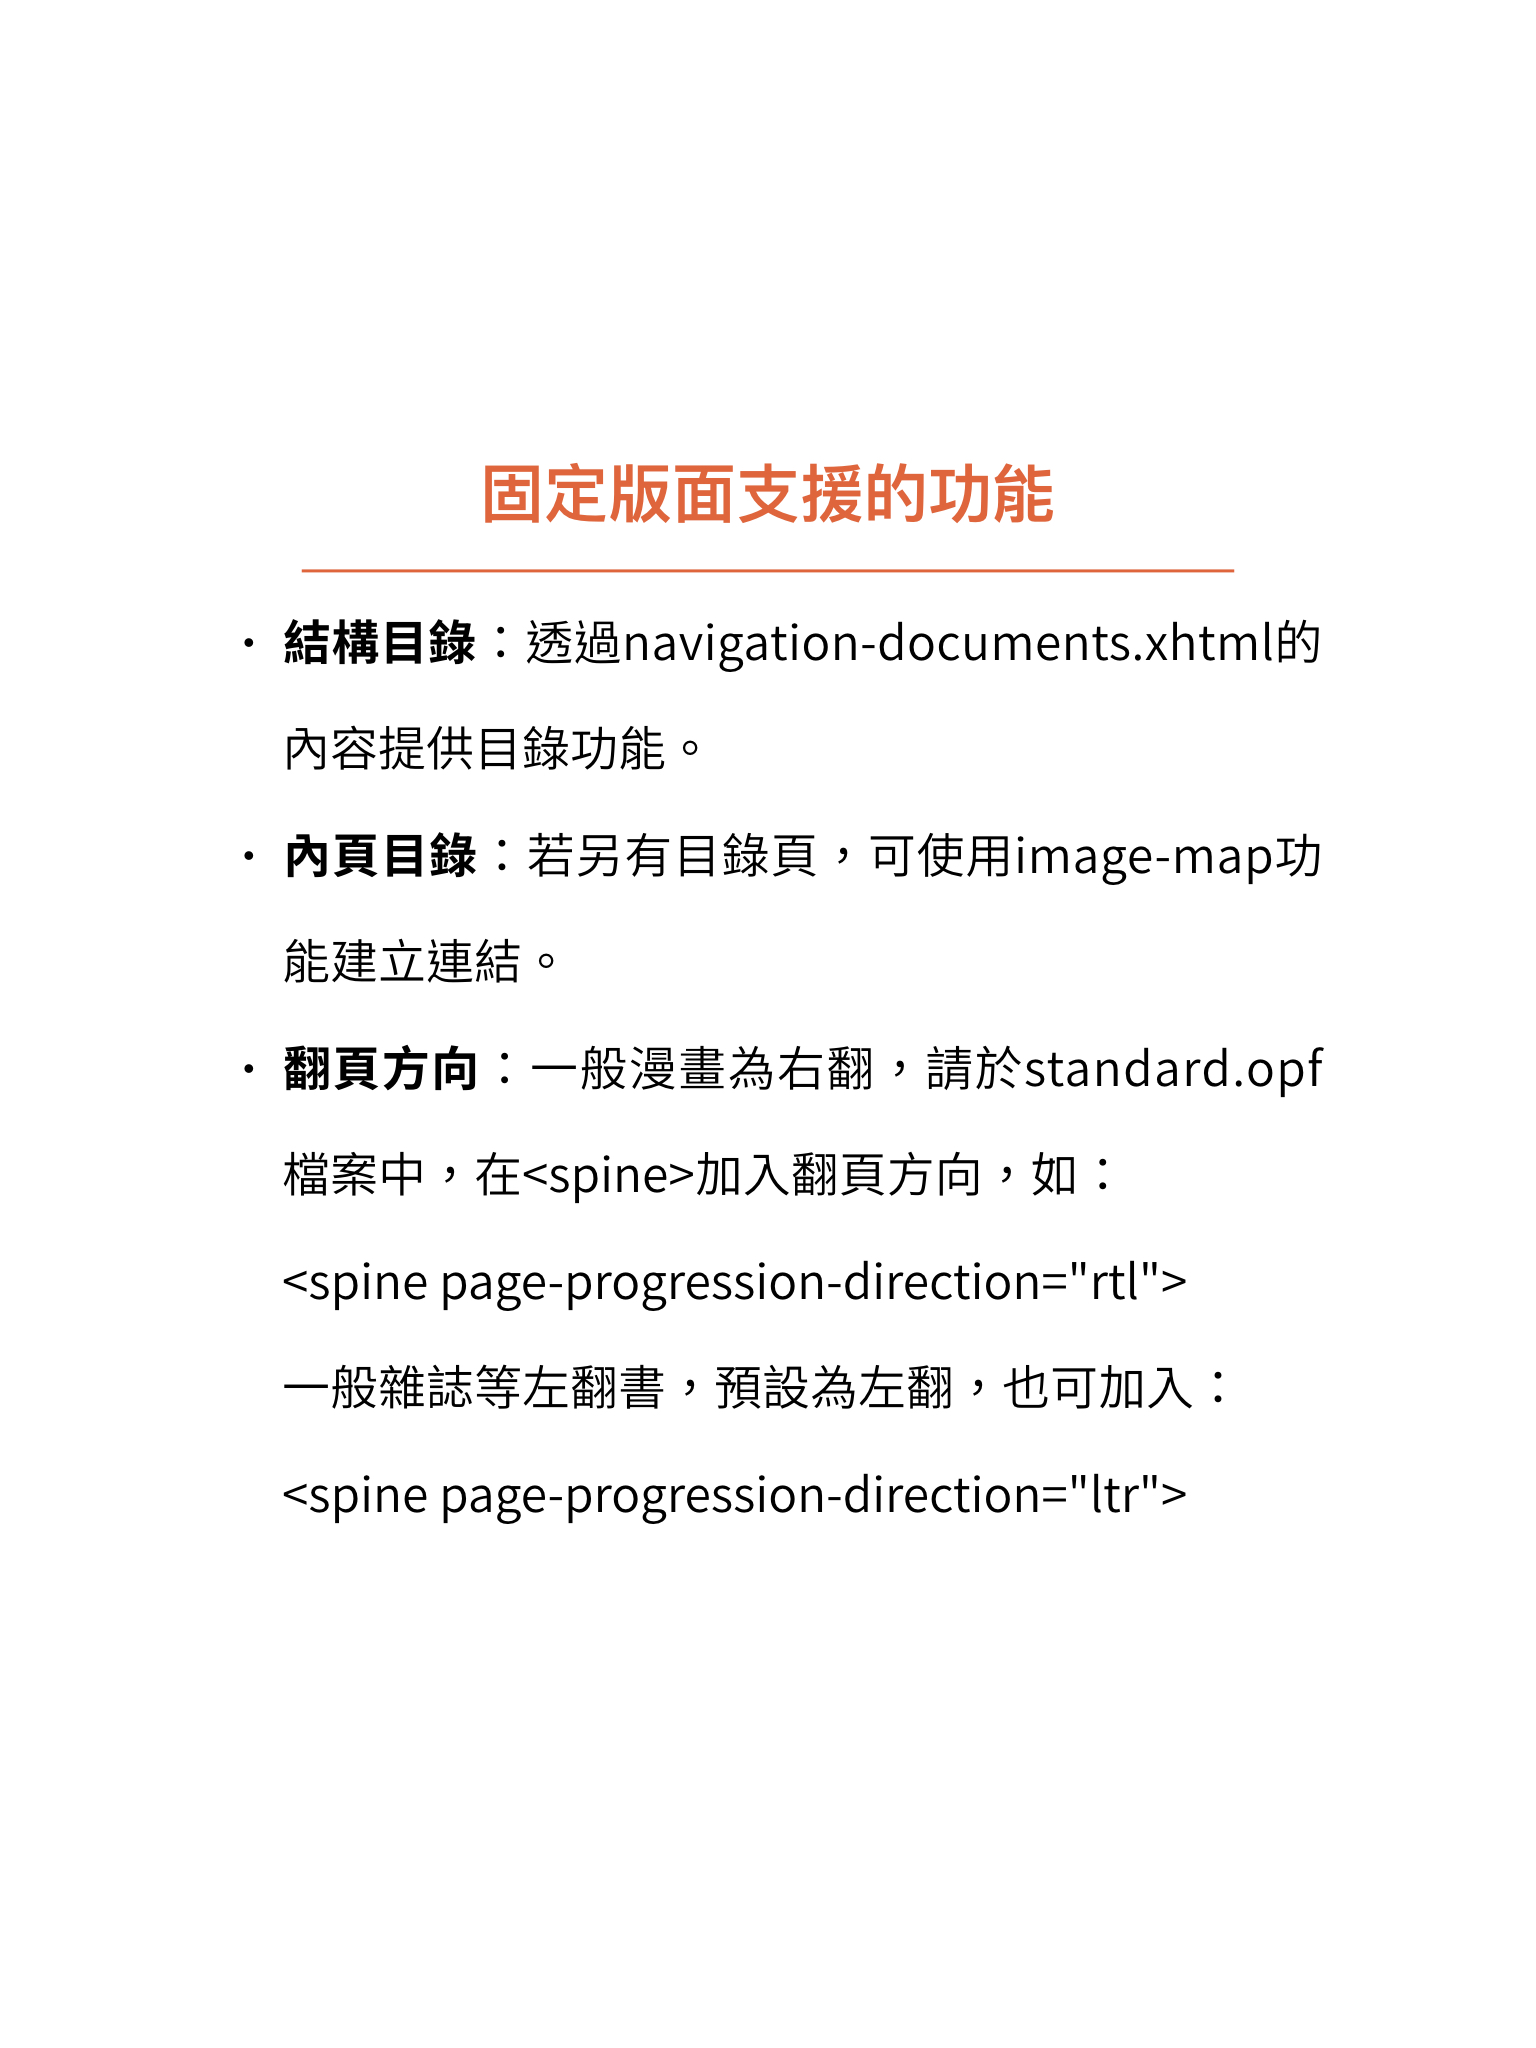 固定版面支援的功能
· 結構目錄：透過navigation-documents.xhtml的
內容提供目錄功能。
· 內頁目錄：若另有目錄頁，可使用image-map功
能建立連結。
· 翻頁方向：一般漫畫為右翻，請於standard.opf
檔案中，在<spine>加入翻頁方向，如：
<spine page-progression-direction="rtl">
一般雜誌等左翻書，預設為左翻，也可加入：
<spine page-progression-direction="ltr">